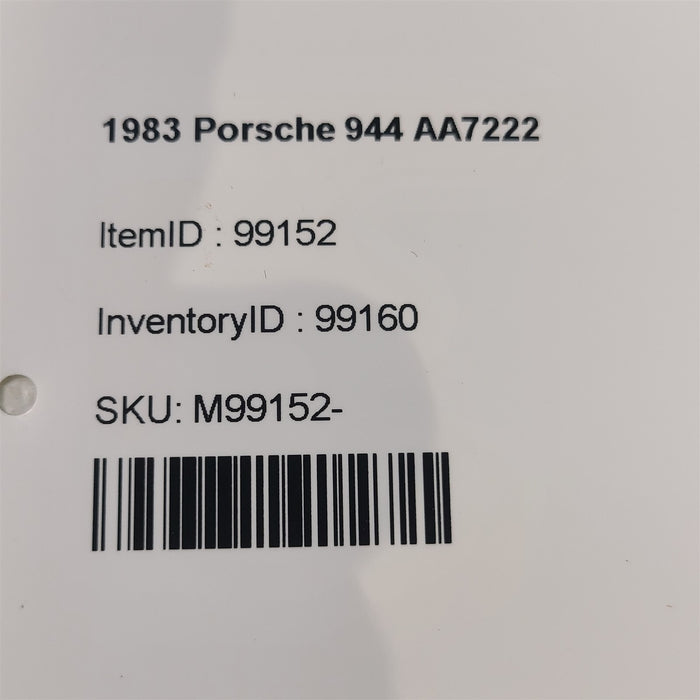 1983 Porsche 944 AA7222
ItemID : 99152
InventoryID : 99160
SKU: M99152-